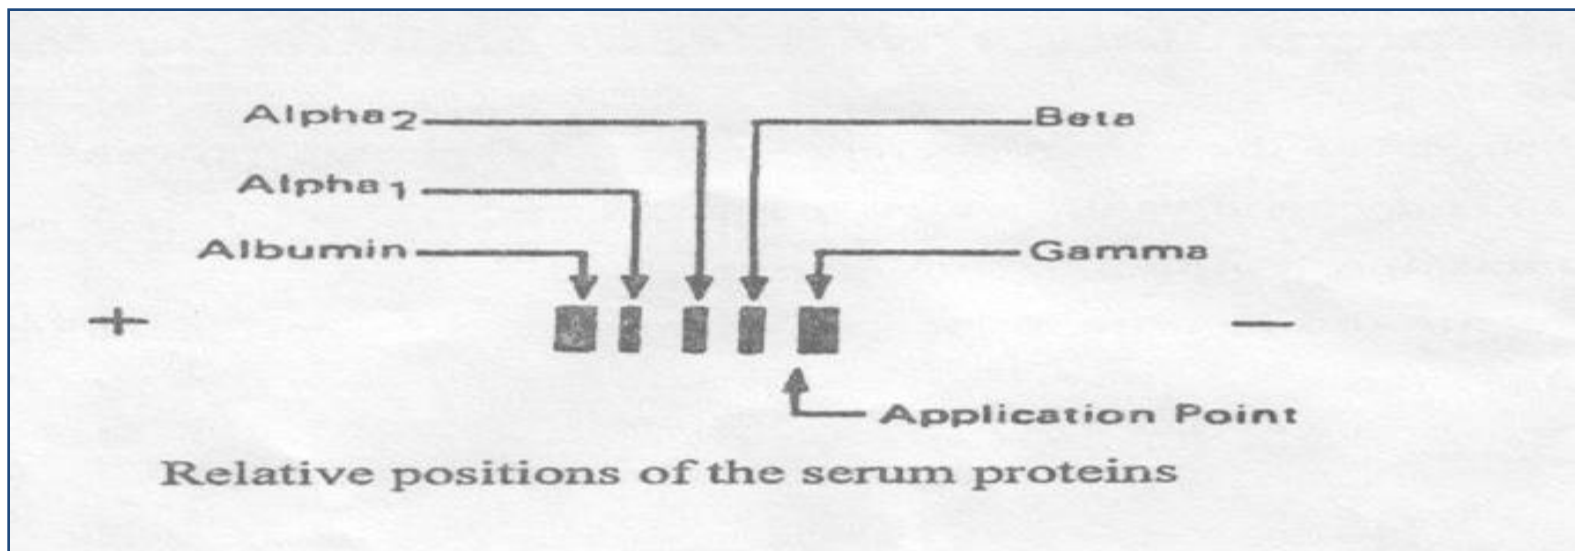 Alpha2
Beta
Alpha1
Albumin
Gamma
+
−
Application Point
Relative positions of the serum proteins